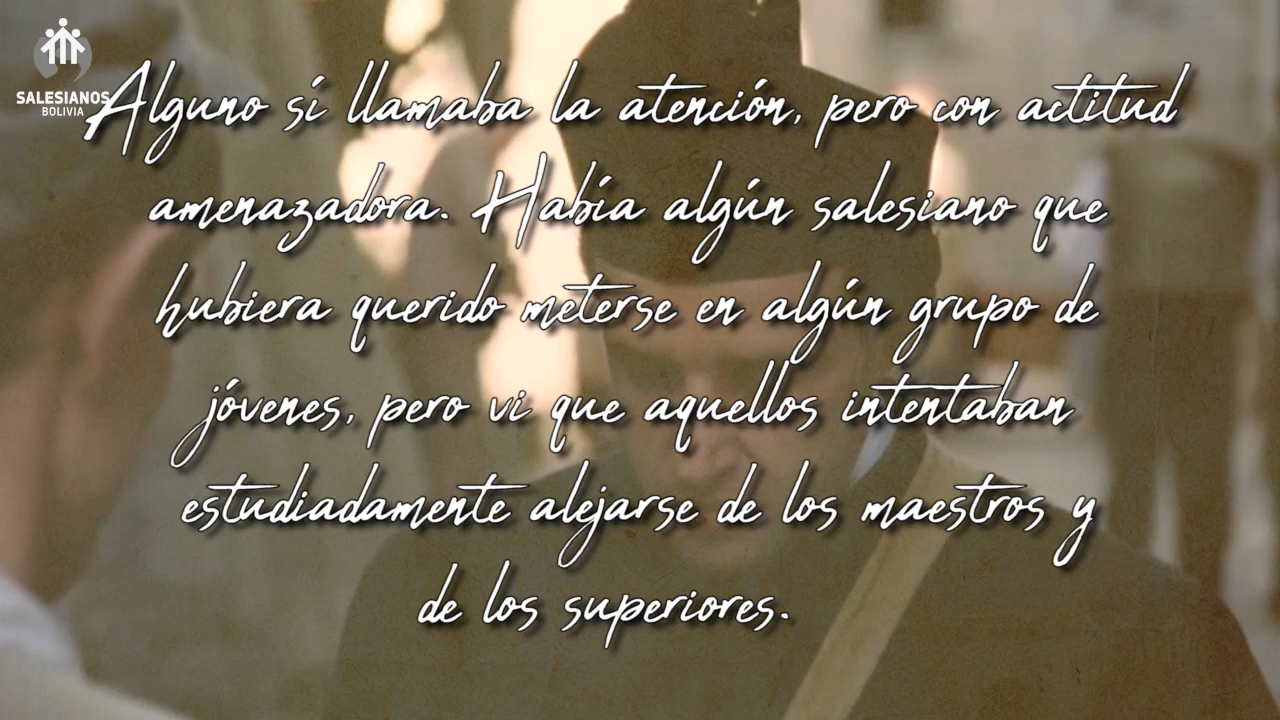 SALESIANOS
BOLIVIA
Alguno sí llamaba la atención, pero con actitud
amenazadora. Había algún salesiano que
hubiera querido meterse en algún grupo de
jóvenes, pero vi que aquellos intentaban
estudiadamente alejarse de los maestros y
de los superiores.